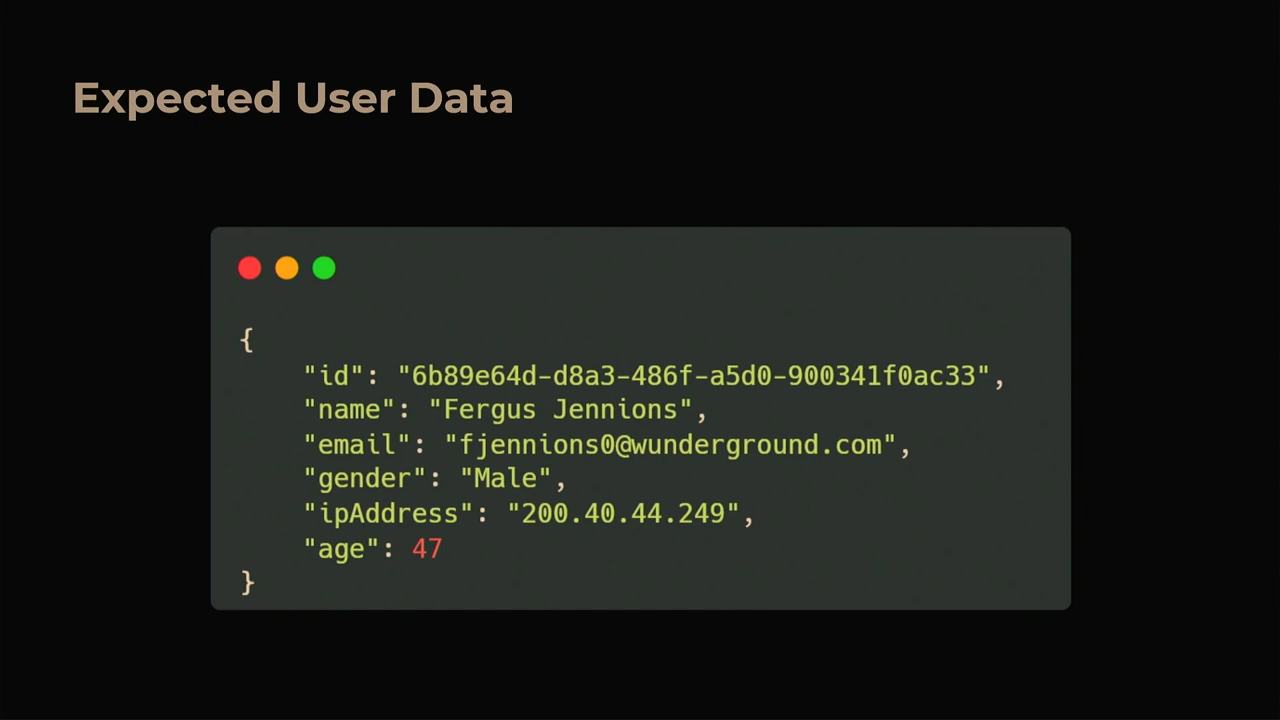 Expected User Data
{
    "id": "6b89e64d-d8a3-486f-a5d0-900341f0ac33",
    "name": "Fergus Jennions",
    "email": "fjennions0@wunderground.com",
    "gender": "Male",
    "ipAddress": "200.40.44.249",
    "age": 47
}